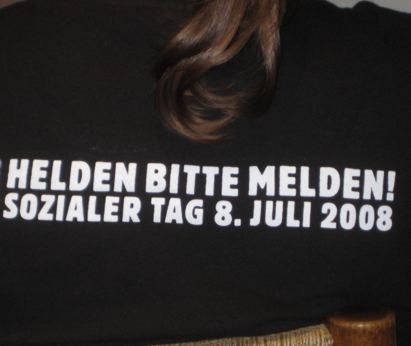 HELDEN BITTE MELDEN!
SOZIALER TAG 8. JULI 2008